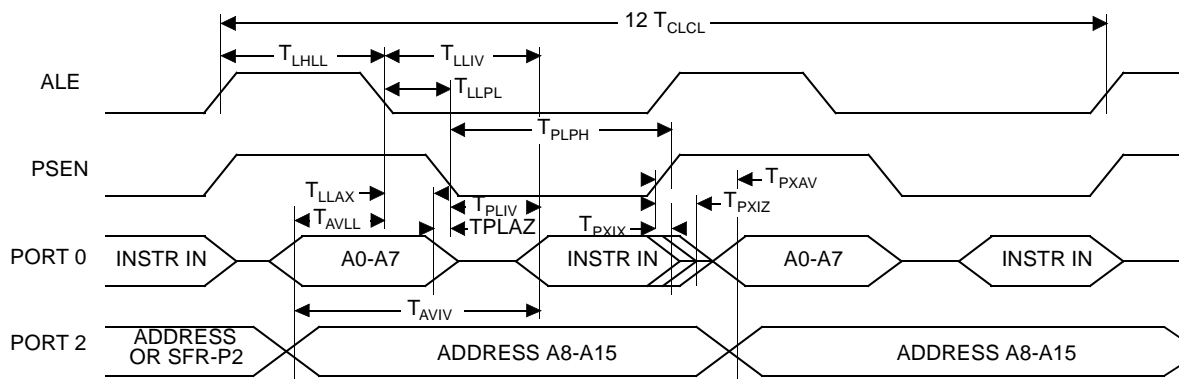 12 TCLCL
TLHLL TLLIV
ALE
TLLPL
TPLPH
PSEN
TLLAX TPXAV
TAVLL TPLIV TPXIZ
TPLAZ TPXIX
PORT 0 INSTR IN A0-A7 INSTR IN A0-A7 INSTR IN
TAVIV
PORT 2 ADDRESS
OR SFR-P2 ADDRESS A8-A15 ADDRESS A8-A15